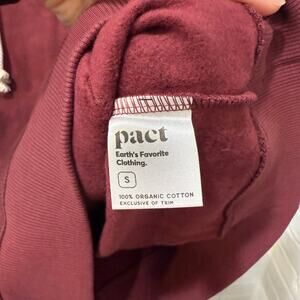 pact
Earth's Favorite
Clothing.
S
100% ORGANIC COTTON
EXCLUSIVE OF TRIM